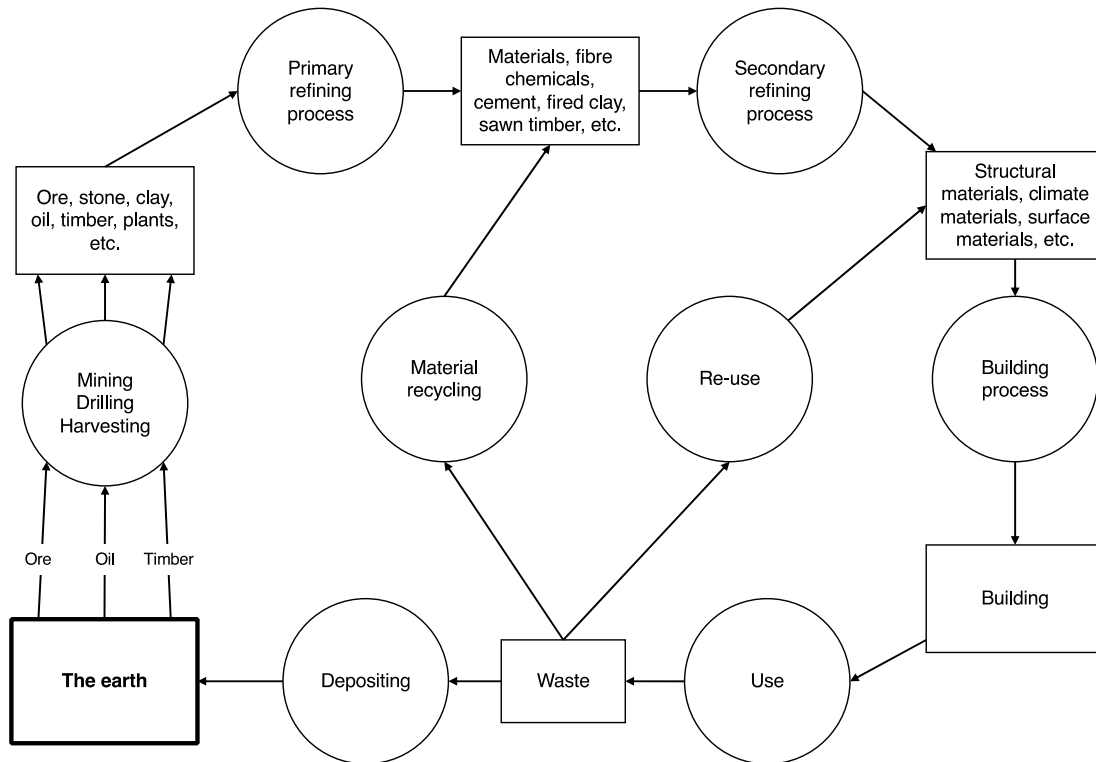 Primary
refining
process
Materials, fibre
chemicals,
cement, fired clay,
sawn timber, etc.
Secondary
refining
process
Ore, stone, clay,
oil, timber, plants,
etc.
Structural
materials, climate
materials, surface
materials, etc.
Mining
Drilling
Harvesting
Material
recycling
Re-use
Building
process
Ore
Oil
Timber
Building
The earth
Depositing
Waste
Use